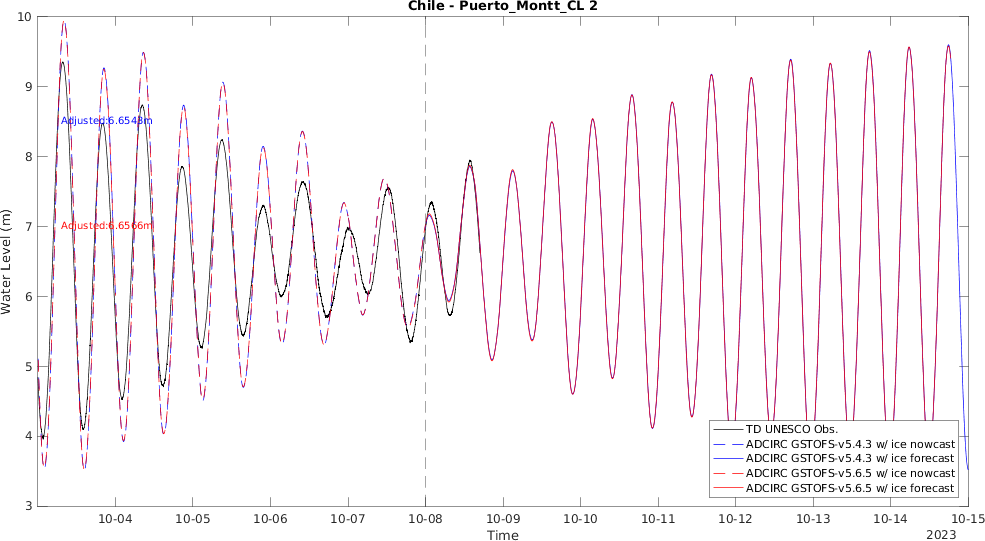 Chile - Puerto_Montt_CL 2
10
9
8
7
6
5
4
3
Water Level (m)
Adjusted:6.6543m
Adjusted:6.6566m
TD UNESCO Obs.
ADCIRC GSTOFS-v5.4.3 w/ ice nowcast
ADCIRC GSTOFS-v5.4.3 w/ ice forecast
ADCIRC GSTOFS-v5.6.5 w/ ice nowcast
ADCIRC GSTOFS-v5.6.5 w/ ice forecast
10-04 10-05 10-06 10-07 10-08 10-09 10-10 10-11 10-12 10-13 10-14 10-15
Time
2023